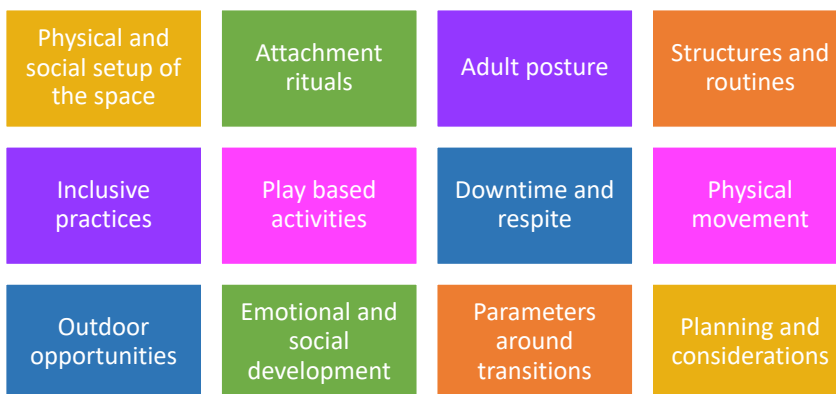 Physical and
social setup of
the space
Attachment
rituals
Adult posture
Structures and
routines
Inclusive
practices
Play based
activities
Downtime and
respite
Physical
movement
Outdoor
opportunities
Emotional and
social
development
Parameters
around
transitions
Planning and
considerations